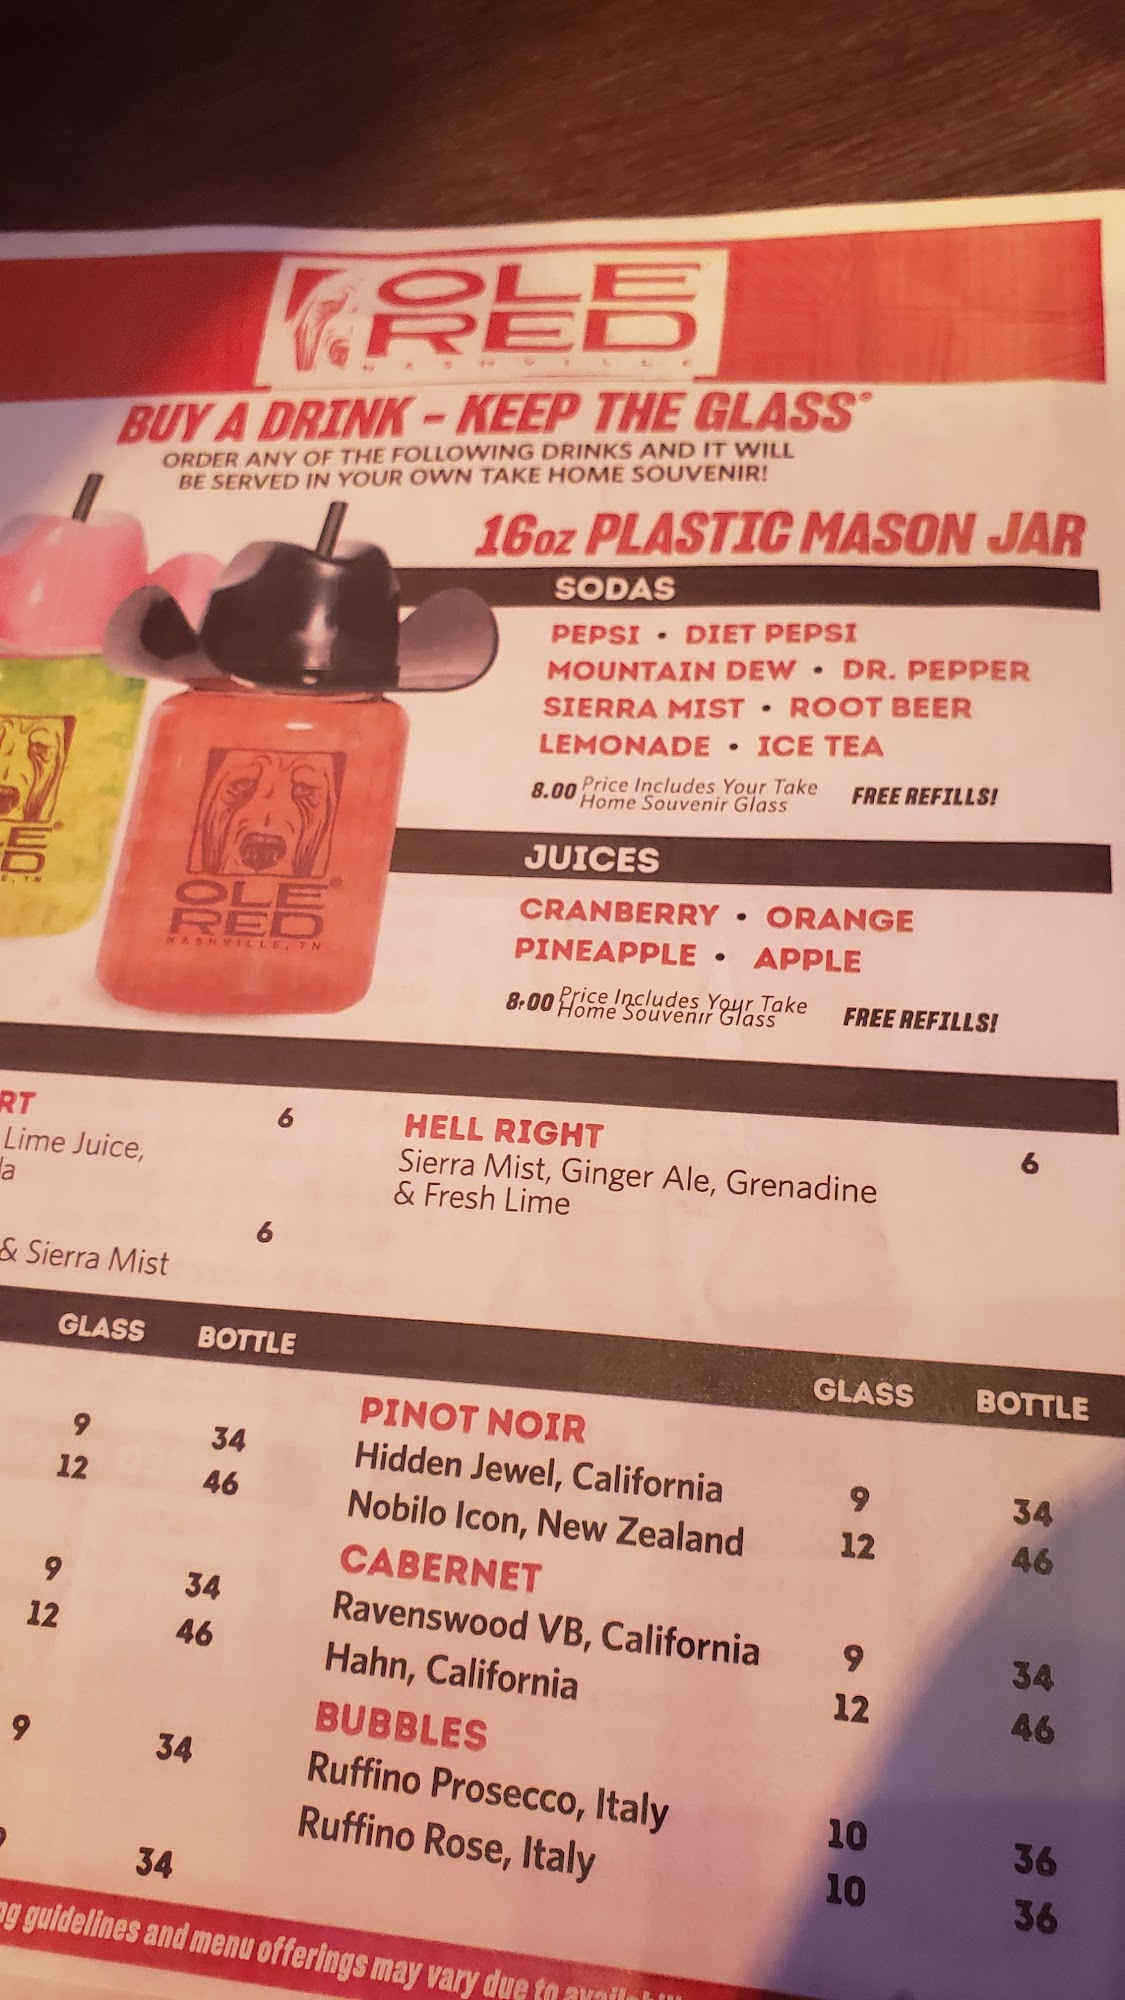 OLE
RED
NASHVILLE
BUY A DRINK - KEEP THE GLASS*
ORDER ANY OF THE FOLLOWING DRINKS AND IT WILL
BE SERVED IN YOUR OWN TAKE HOME SOUVENIR!
16oz PLASTIC MASON JAR
SODAS
PEPSI • DIET PEPSI
MOUNTAIN DEW • DR. PEPPER
SIERRA MIST • ROOT BEER
LEMONADE • ICE TEA
8.00 Price Includes Your Take
Home Souvenir Glass FREE REFILLS!
OLE®
RED
NASHVILLE, TN
JUICES
CRANBERRY • ORANGE
PINEAPPLE • APPLE
8.00 Price Includes Your Take
Home Souvenir Glass FREE REFILLS!
RT 6
Lime Juice,
6
& Sierra Mist
HELL RIGHT 6
Sierra Mist, Ginger Ale, Grenadine
& Fresh Lime
GLASS BOTTLE
9 34
12 46
9 34
12 46
9 34
34
GLASS BOTTLE
PINOT NOIR
Hidden Jewel, California 9 34
Nobilo Icon, New Zealand 12 46
CABERNET
Ravenswood VB, California 9 34
Hahn, California 12 46
BUBBLES
Ruffino Prosecco, Italy 10 36
Ruffino Rose, Italy 10 36
guidelines and menu offerings may vary due to